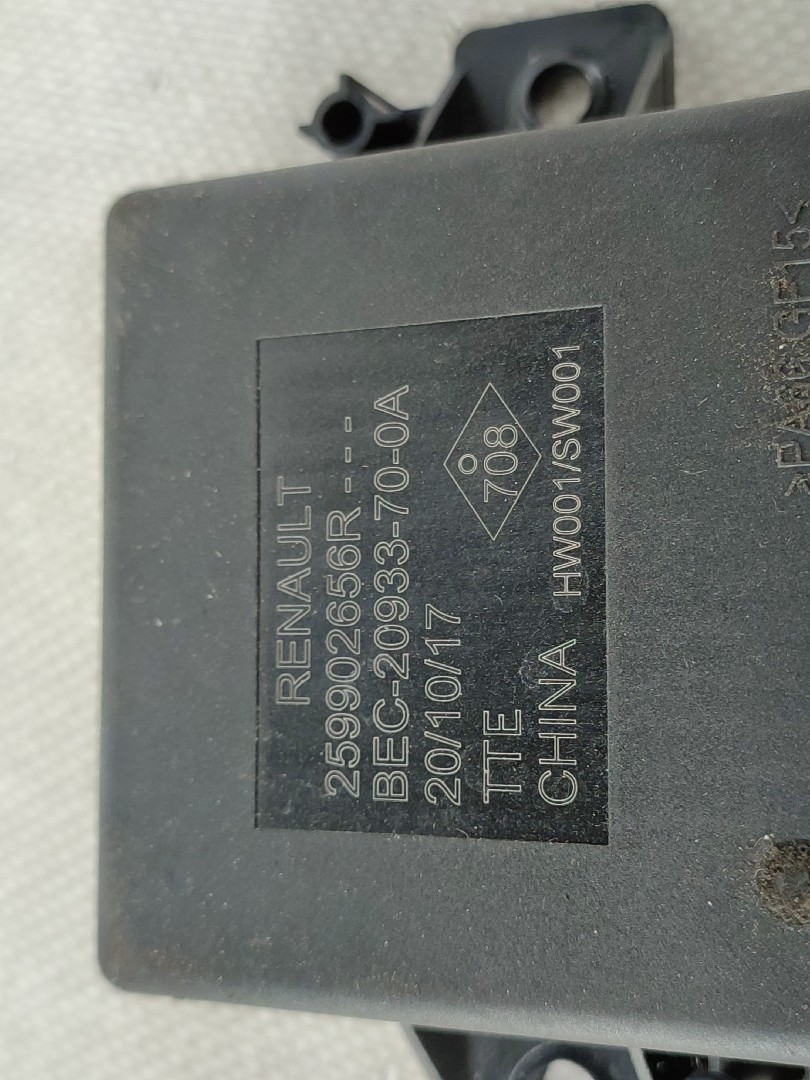 RENAULT
259902656R - - -
BEC-20933-70-0A
20/10/17
TTE
708
CHINA HW001/SW001